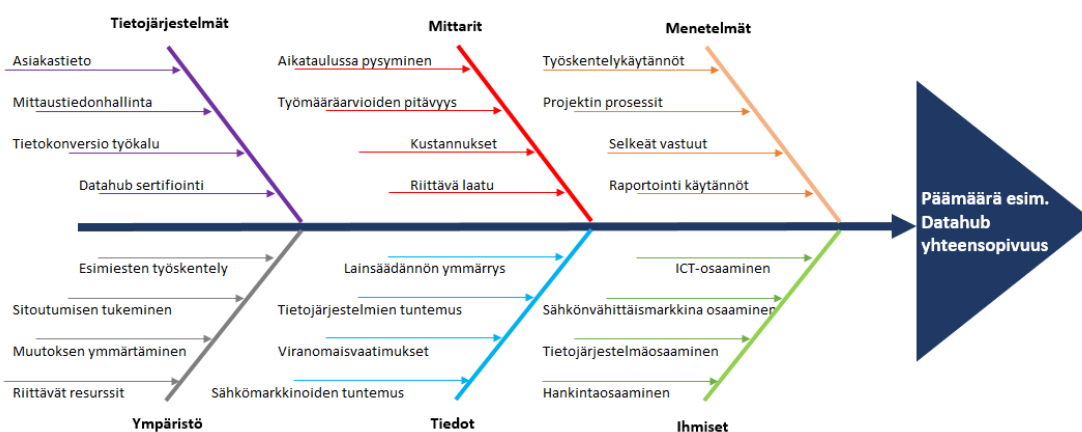 Tietojärjestelmät
Asiakastieto
Mittaustiedonhallinta
Tietokonversio työkalu
Datahub sertifiointi
Mittarit
Aikataulussa pysyminen
Työmääräarvioiden pitävyys
Kustannukset
Riittävä laatu
Menetelmät
Työskentelykäytännöt
Projektin prosessit
Selkeät vastuut
Raportointi käytännöt
Päämäärä esim.
Datahub
yhteensopivuus
Esimiesten työskentely
Sitoutumisen tukeminen
Muutoksen ymmärtäminen
Riittävät resurssit
Ympäristö
Lainsäädännön ymmärrys
Tietojärjestelmien tuntemus
Viranomaisvaatimukset
Sähkömarkkinoiden tuntemus
Tiedot
ICT-osaaminen
Sähkönvähittäismarkkina osaaminen
Tietojärjestelmäosaaminen
Hankintaosaaminen
Ihmiset